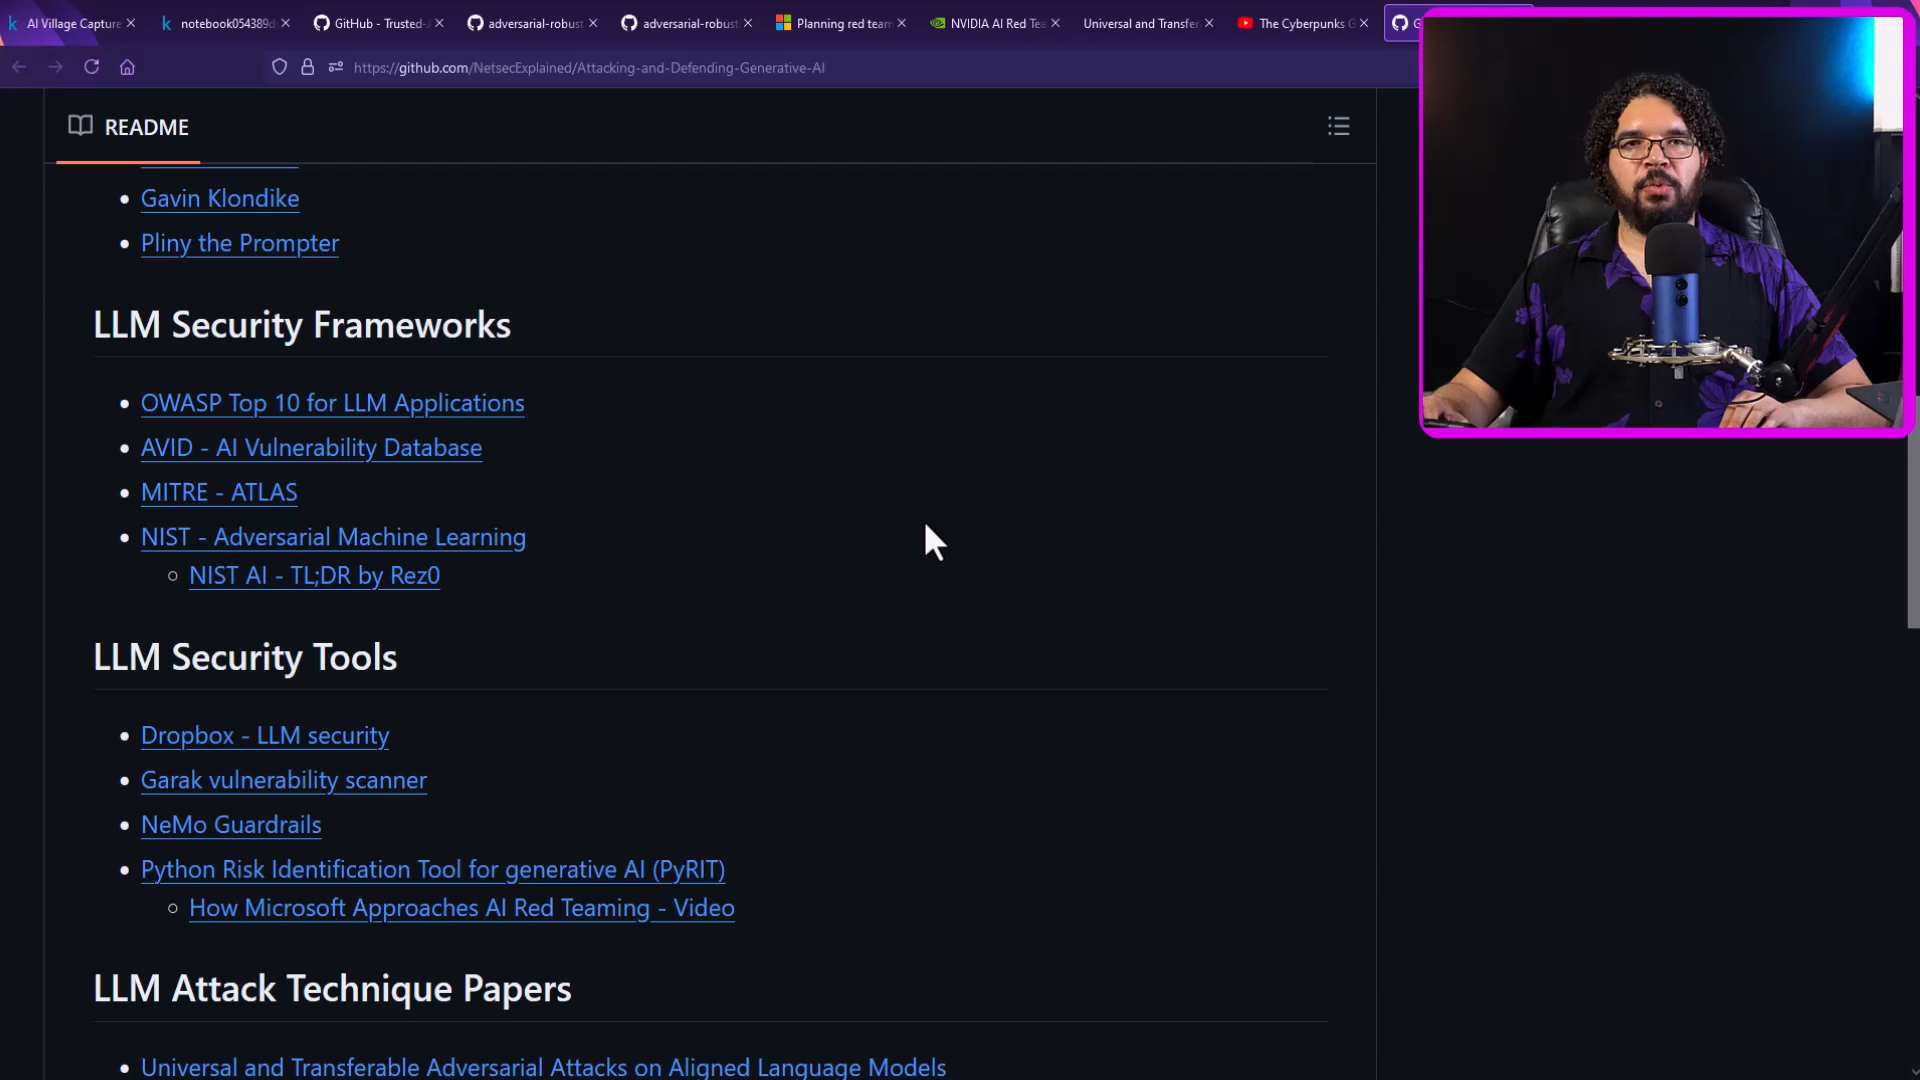 AI Village Capture
notebook054389d
GitHub - Trusted-A
adversarial-robust
adversarial-robust
Planning red team
NVIDIA AI Red Tea
Universal and Transfer
The Cyberpunks G
G
https://github.com/NetsecExplained/Attacking-and-Defending-Generative-AI
README
Gavin Klondike
Pliny the Prompter
LLM Security Frameworks
OWASP Top 10 for LLM Applications
AVID - AI Vulnerability Database
MITRE - ATLAS
NIST - Adversarial Machine Learning
NIST AI - TL;DR by Rez0
LLM Security Tools
Dropbox - LLM security
Garak vulnerability scanner
NeMo Guardrails
Python Risk Identification Tool for generative AI (PyRIT)
How Microsoft Approaches AI Red Teaming - Video
LLM Attack Technique Papers
Universal and Transferable Adversarial Attacks on Aligned Language Models